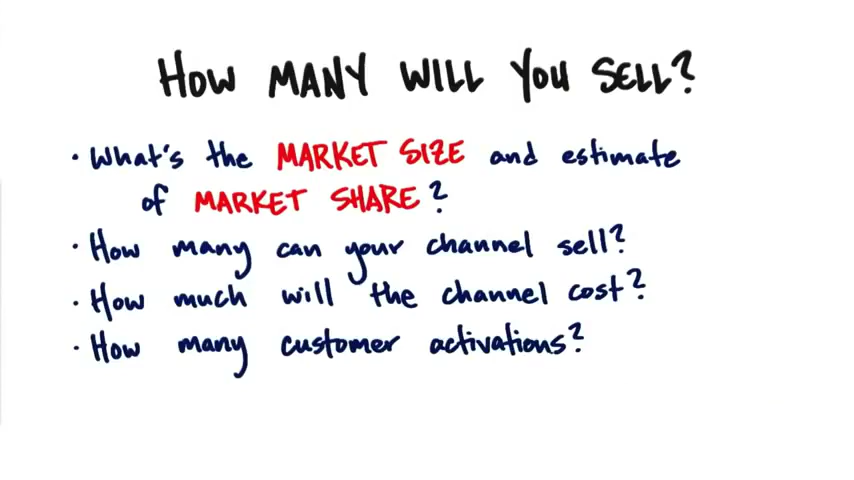 HOW MANY WILL YOU SELL?
• What's the MARKET SIZE and estimate
of MARKET SHARE?
• How many can your channel sell?
• How much will the channel cost?
• How many customer activations?